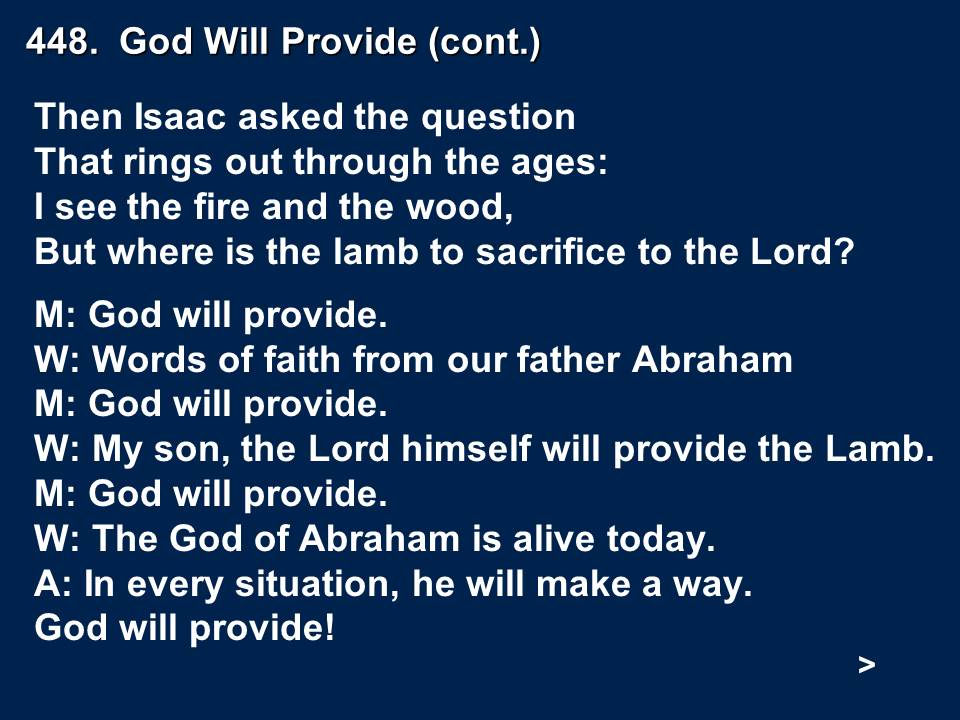 448.  God Will Provide (cont.)
Then Isaac asked the question
That rings out through the ages:
I see the fire and the wood,
But where is the lamb to sacrifice to the Lord?
M: God will provide.
W: Words of faith from our father Abraham
M: God will provide.
W: My son, the Lord himself will provide the Lamb.
M: God will provide.
W: The God of Abraham is alive today.
A: In every situation, he will make a way.
God will provide!
>